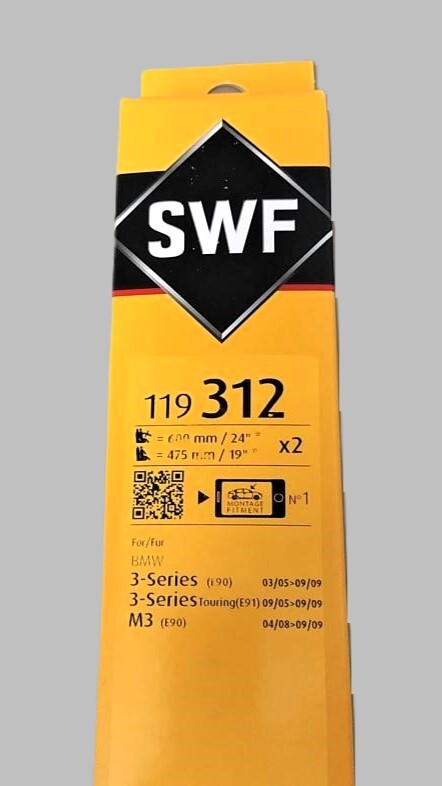 SWF
119 312
= 600 mm / 24"
= 475 mm / 19"
x2
MONTAGE
FITMENT
N°1
For/Fur
BMW
3-Series (E90) 03/05>09/09
3-Series Touring(E91) 09/05>09/09
M3 (E90) 04/08>09/09